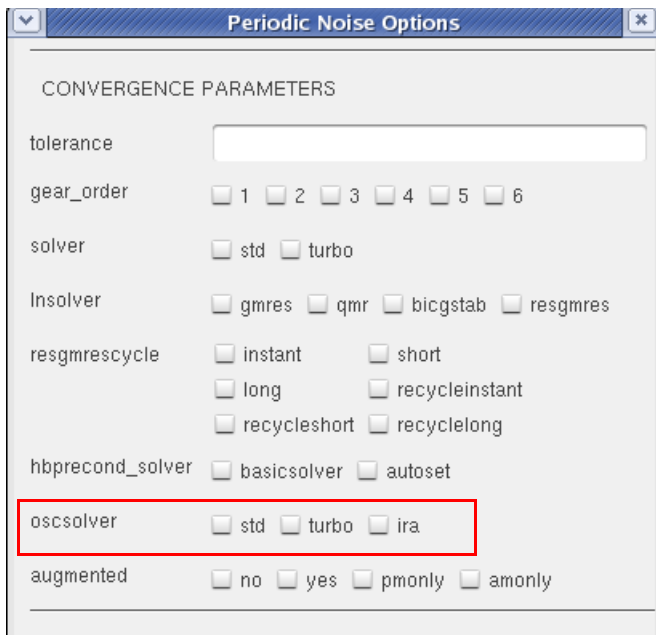 Periodic Noise Options
CONVERGENCE PARAMETERS
tolerance
gear_order 1 2 3 4 5 6
solver std turbo
lnsolver gmres qmr bicgstab resgmres
resgmrescycle instant short
long recycleinstant
recycleshort recyclelong
hbprecond_solver basicsolver autoset
oscsolver std turbo ira
augmented no yes pmonly amonly